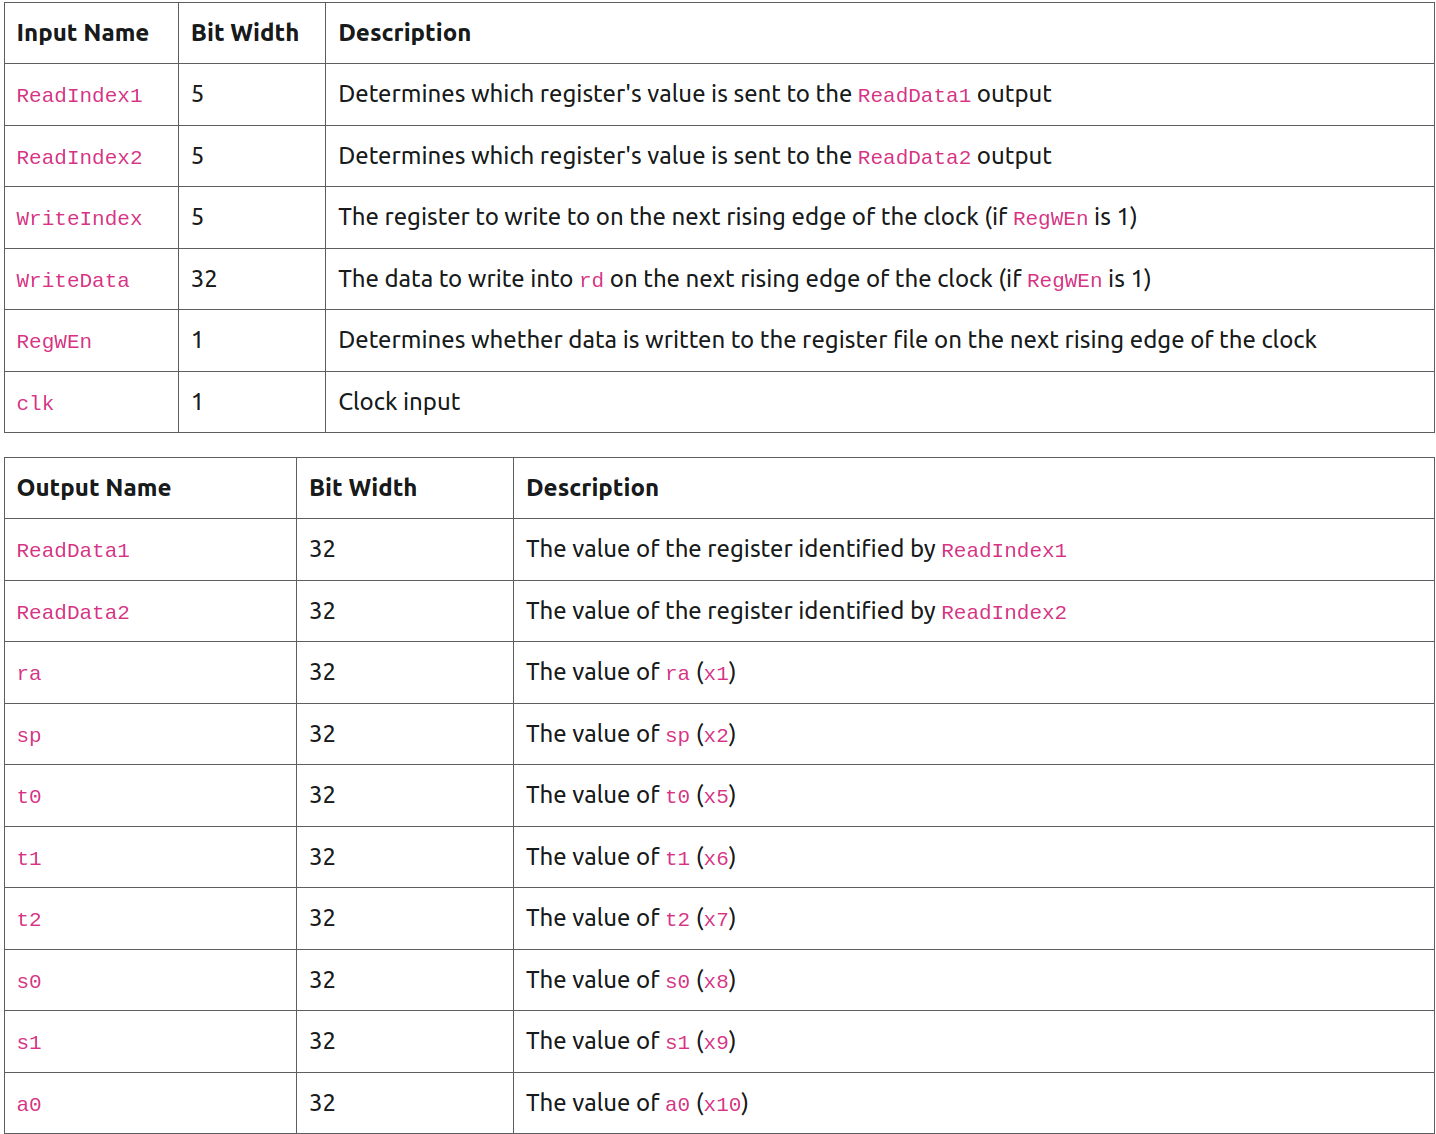 Input Name Bit Width Description
ReadIndex1 5 Determines which register's value is sent to the ReadData1 output
ReadIndex2 5 Determines which register's value is sent to the ReadData2 output
WriteIndex 5 The register to write to on the next rising edge of the clock (if RegWEn is 1)
WriteData 32 The data to write into rd on the next rising edge of the clock (if RegWEn is 1)
RegWEn 1 Determines whether data is written to the register file on the next rising edge of the clock
clk 1 Clock input
Output Name Bit Width Description
ReadData1 32 The value of the register identified by ReadIndex1
ReadData2 32 The value of the register identified by ReadIndex2
ra 32 The value of ra (x1)
sp 32 The value of sp (x2)
t0 32 The value of t0 (x5)
t1 32 The value of t1 (x6)
t2 32 The value of t2 (x7)
s0 32 The value of s0 (x8)
s1 32 The value of s1 (x9)
a0 32 The value of a0 (x10)